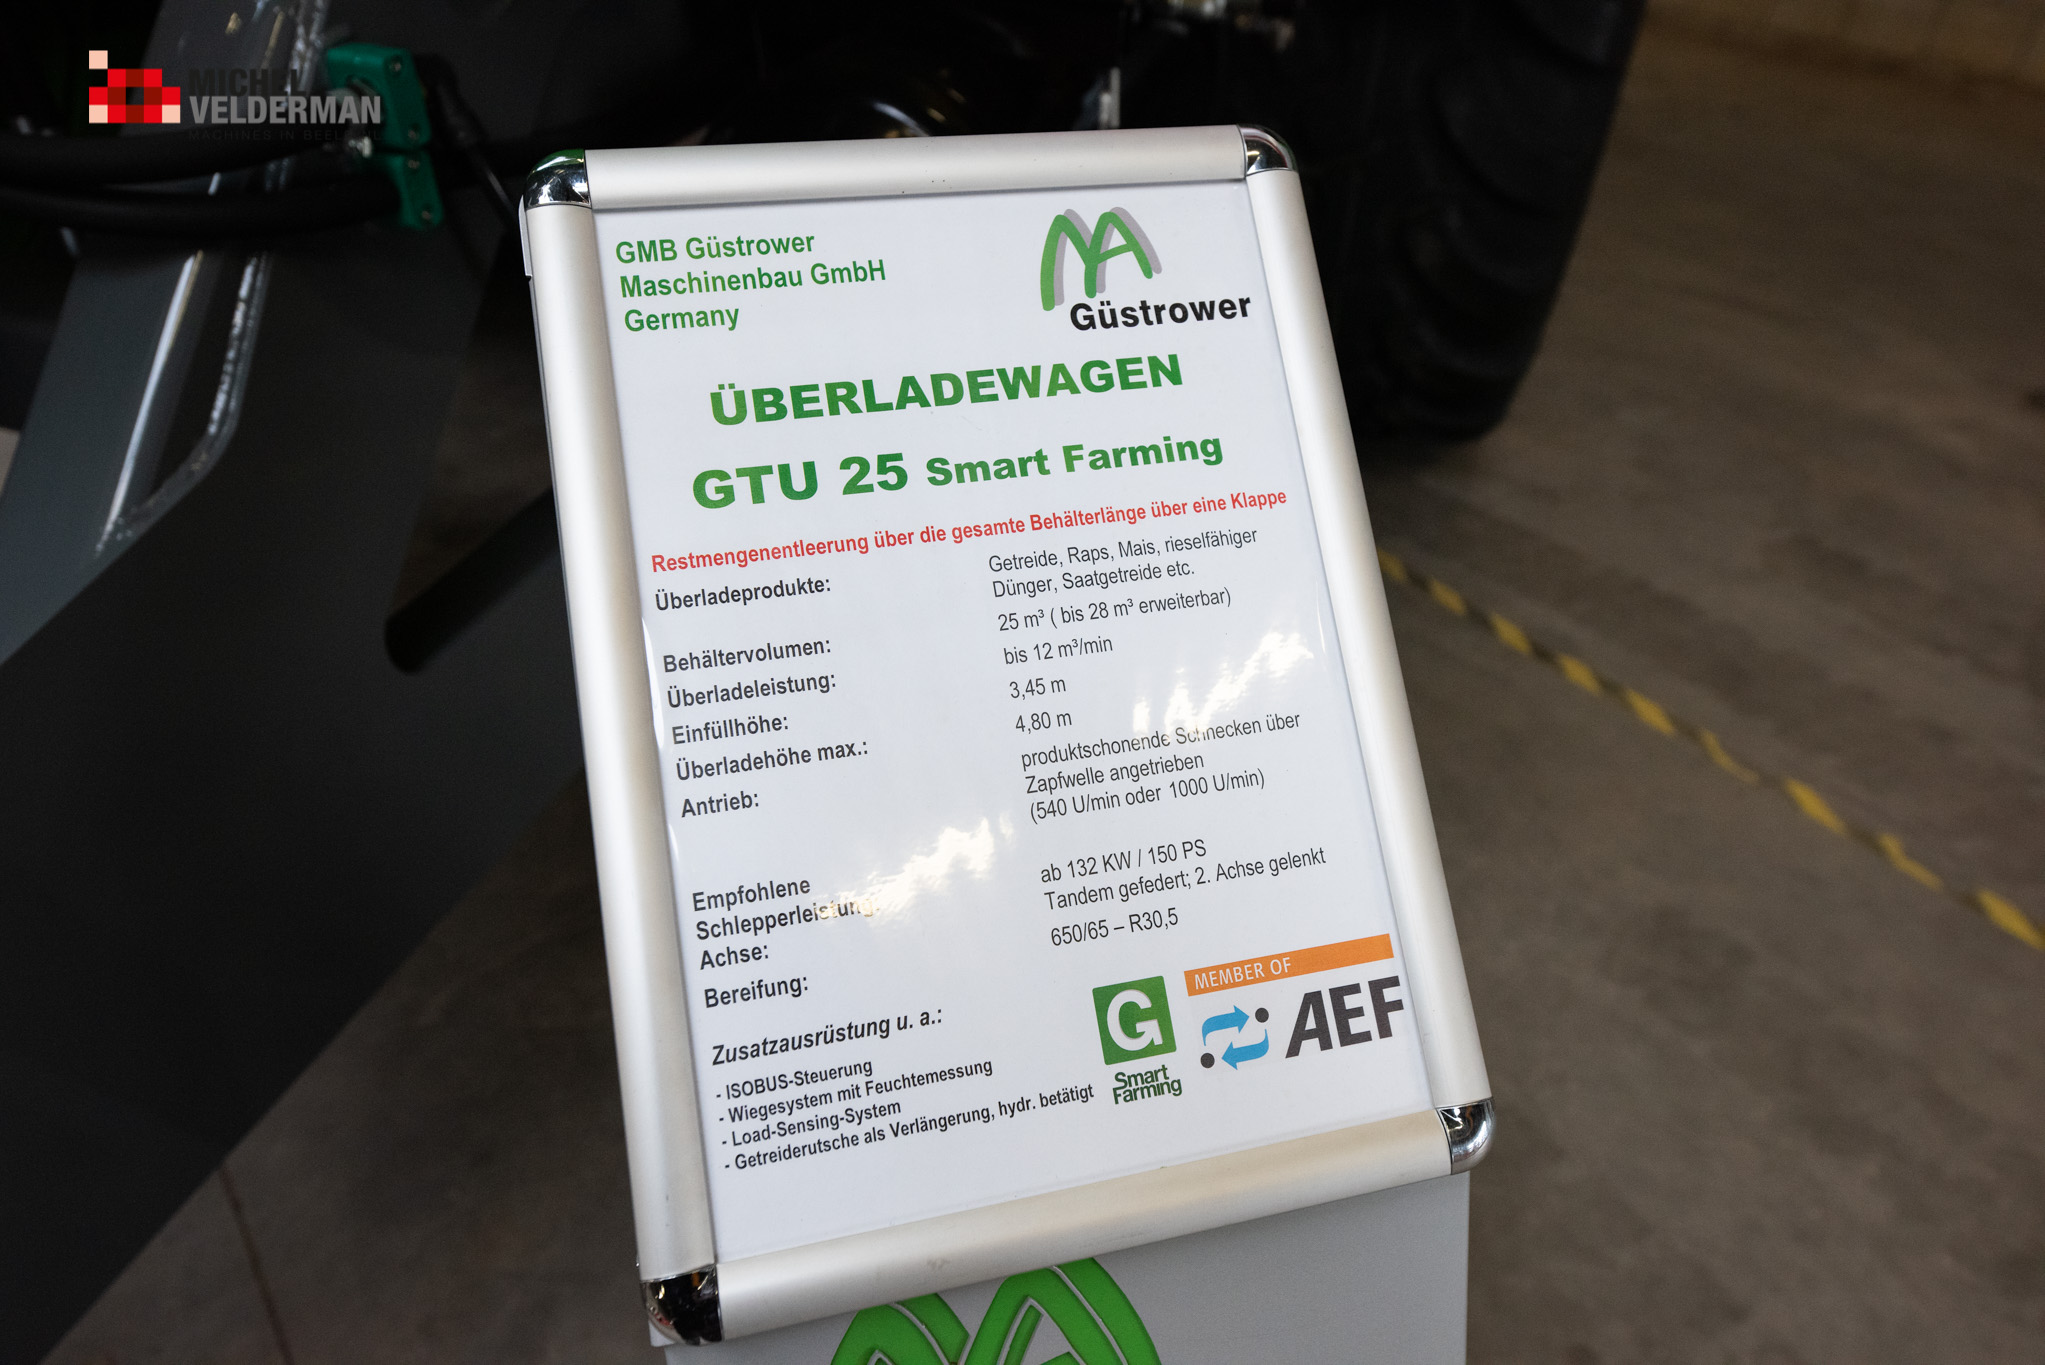 MICHEL
VELDERMAN
MACHINES IN BEELD
GMB Güstrower
Maschinenbau GmbH
Germany
Güstrower
ÜBERLADEWAGEN
GTU 25 Smart Farming
Restmengenentleerung über die gesamte Behälterlänge über eine Klappe
Überladeprodukte:
Getreide, Raps, Mais, rieselfähiger
Dünger, Saatgetreide etc.
Behältervolumen:
25 m³ ( bis 28 m³ erweiterbar)
Überladeleistung:
bis 12 m³/min
Einfüllhöhe:
3,45 m
Überladehöhe max.:
4,80 m
Antrieb:
produktschonende Schnecken über
Zapfwelle angetrieben
(540 U/min oder 1000 U/min)
Empfohlene
Schlepperleistung:
ab 132 KW / 150 PS
Achse:
Tandem gefedert; 2. Achse gelenkt
Bereifung:
650/65 – R30,5
Zusatzausrüstung u. a.:
- ISOBUS-Steuerung
- Wiegesystem mit Feuchtemessung
- Load-Sensing-System
- Getreiderutsche als Verlängerung, hydr. betätigt
G
Smart
Farming
MEMBER OF
AEF